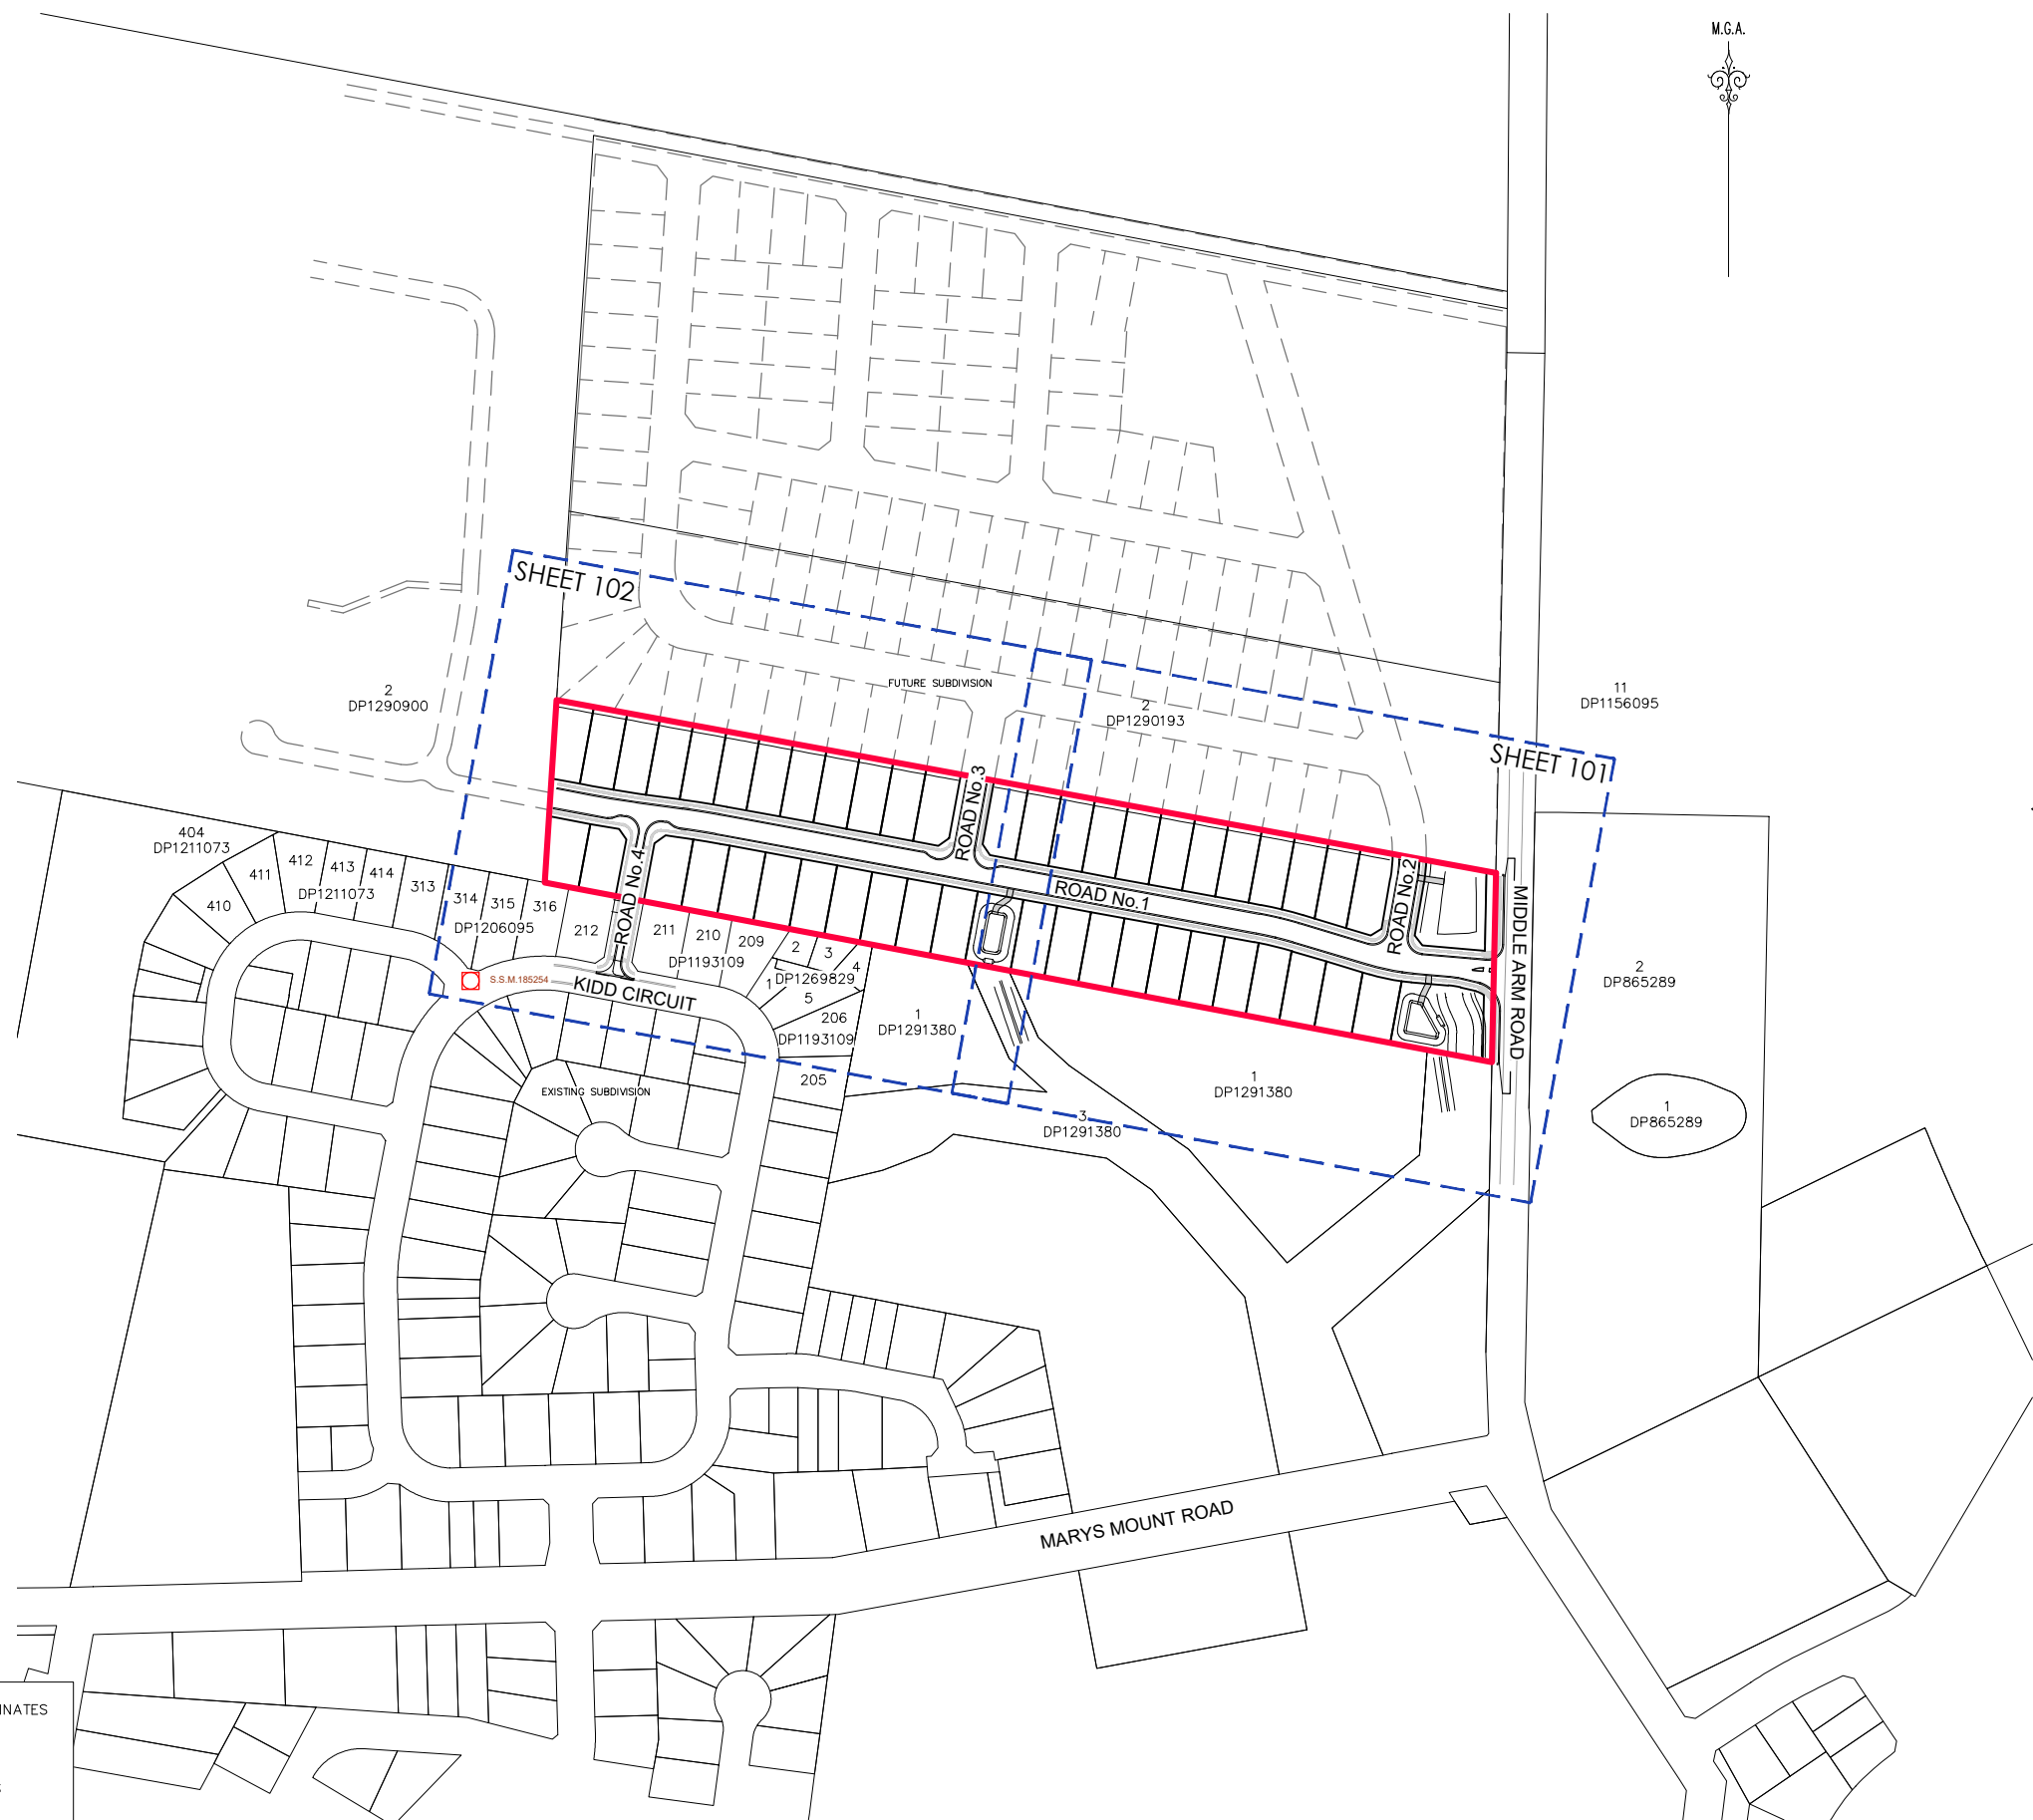 M.G.A.
SHEET 102
FUTURE SUBDIVISION
2
DP1290900
2
DP1290193
11
DP1156095
SHEET 101
ROAD No.3
ROAD No.4
ROAD No.1
ROAD No.2
MIDDLE ARM ROAD
404
DP1211073
410
411
412
413
414
DP1211073
313
314
315
316
DP1206095
212
211
210
209
DP1193109
2
3
4
DP1269829
1
5
206
DP1193109
205
S.S.M.185254
KIDD CIRCUIT
1
DP1291380
EXISTING SUBDIVISION
1
DP1291380
3
DP1291380
2
DP865289
1
DP865289
MARYS MOUNT ROAD
INATES